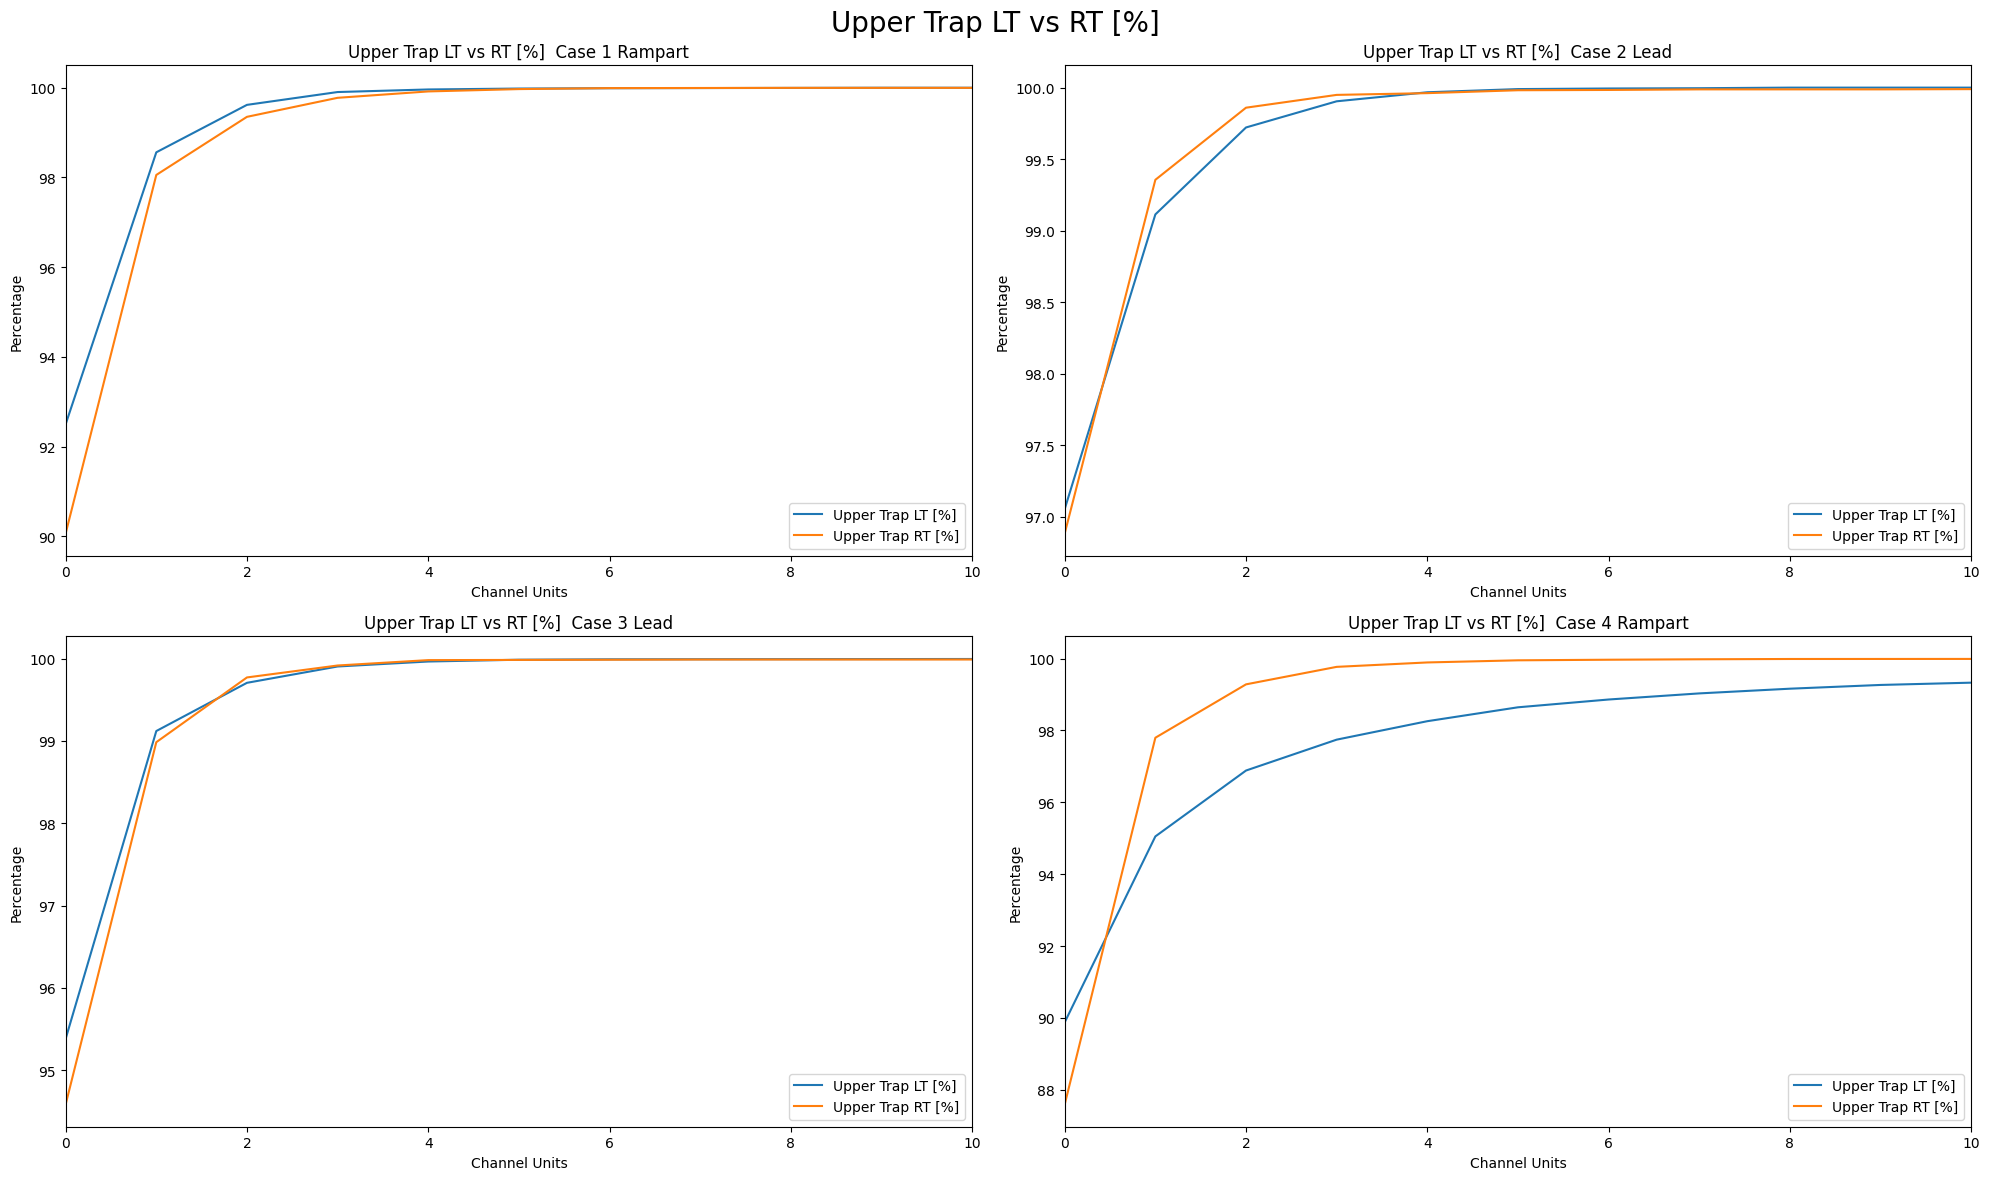 Upper Trap LT vs RT [%]
Upper Trap LT vs RT [%]  Case 1 Rampart
100
98
96
94
92
90
Percentage
0 2 4 6 8 10
Channel Units
Upper Trap LT [%]
Upper Trap RT [%]
Upper Trap LT vs RT [%]  Case 2 Lead
100.0
99.5
99.0
98.5
98.0
97.5
97.0
Percentage
0 2 4 6 8 10
Channel Units
Upper Trap LT [%]
Upper Trap RT [%]
Upper Trap LT vs RT [%]  Case 3 Lead
100
99
98
97
96
95
Percentage
0 2 4 6 8 10
Channel Units
Upper Trap LT [%]
Upper Trap RT [%]
Upper Trap LT vs RT [%]  Case 4 Rampart
100
98
96
94
92
90
88
Percentage
0 2 4 6 8 10
Channel Units
Upper Trap LT [%]
Upper Trap RT [%]